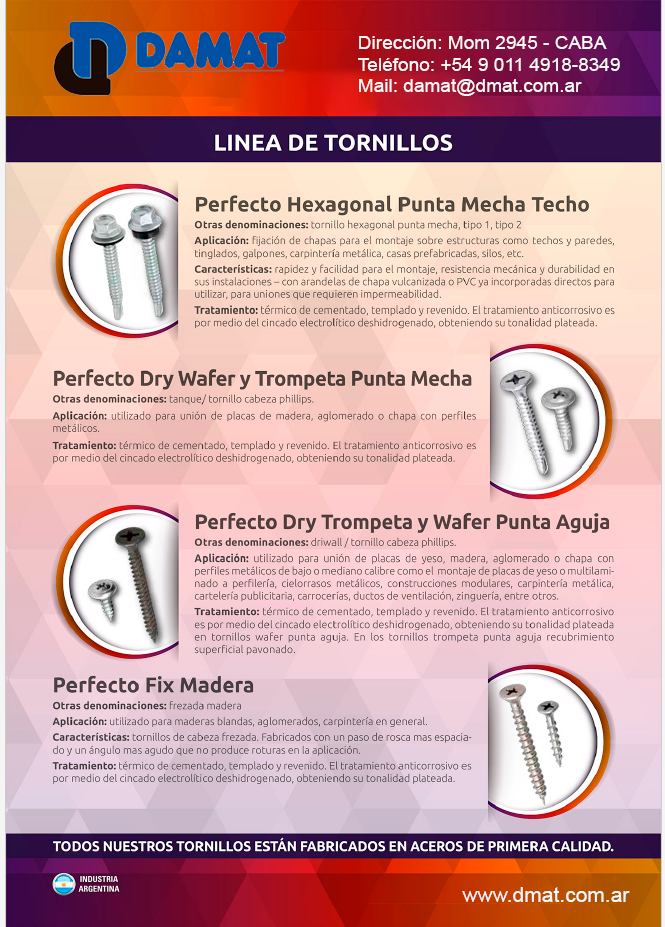 DAMAT
Dirección: Mom 2945 - CABA
Teléfono: +54 9 011 4918-8349
Mail: damat@dmat.com.ar
LINEA DE TORNILLOS
Perfecto Hexagonal Punta Mecha Techo
Otras denominaciones: tornillo hexagonal punta mecha, tipo 1, tipo 2
Aplicación: fijación de chapas para el montaje sobre estructuras como techos y paredes,
tinglados, galpones, carpintería metálica, casas prefabricadas, silos, etc.
Características: rapidez y facilidad para el montaje, resistencia mecánica y durabilidad en
sus instalaciones – con arandelas de chapa vulcanizada o PVC ya incorporadas directos para
utilizar, para uniones que requieren impermeabilidad.
Tratamiento: térmico de cementado, templado y revenido. El tratamiento anticorrosivo es
por medio del cincado electrolítico deshidrogenado, obteniendo su tonalidad plateada.
Perfecto Dry Wafer y Trompeta Punta Mecha
Otras denominaciones: tanque/ tornillo cabeza phillips.
Aplicación: utilizado para unión de placas de madera, aglomerado o chapa con perfiles
metálicos.
Tratamiento: térmico de cementado, templado y revenido. El tratamiento anticorrosivo es
por medio del cincado electrolítico deshidrogenado, obteniendo su tonalidad plateada.
Perfecto Dry Trompeta y Wafer Punta Aguja
Otras denominaciones: driwall / tornillo cabeza phillips.
Aplicación: utilizado para unión de placas de yeso, madera, aglomerado o chapa con
perfiles metálicos de bajo o mediano calibre como el montaje de placas de yeso o multilami-
nado a perfilería, cielorrasos metálicos, construcciones modulares, carpintería metálica,
cartelería publicitaria, carrocerías, ductos de ventilación, zinguería, entre otros.
Tratamiento: térmico de cementado, templado y revenido. El tratamiento anticorrosivo
es por medio del cincado electrolítico deshidrogenado, obteniendo su tonalidad plateada
en tornillos wafer punta aguja. En los tornillos trompeta punta aguja recubrimiento
superficial pavonado.
Perfecto Fix Madera
Otras denominaciones: frezada madera
Aplicación: utilizado para maderas blandas, aglomerados, carpintería en general.
Características: tornillos de cabeza frezada. Fabricados con un paso de rosca mas espacia-
do y un ángulo mas agudo que no produce roturas en la aplicación.
Tratamiento: térmico de cementado, templado y revenido. El tratamiento anticorrosivo es
por medio del cincado electrolítico deshidrogenado, obteniendo su tonalidad plateada.
TODOS NUESTROS TORNILLOS ESTÁN FABRICADOS EN ACEROS DE PRIMERA CALIDAD.
INDUSTRIA
ARGENTINA
www.dmat.com.ar